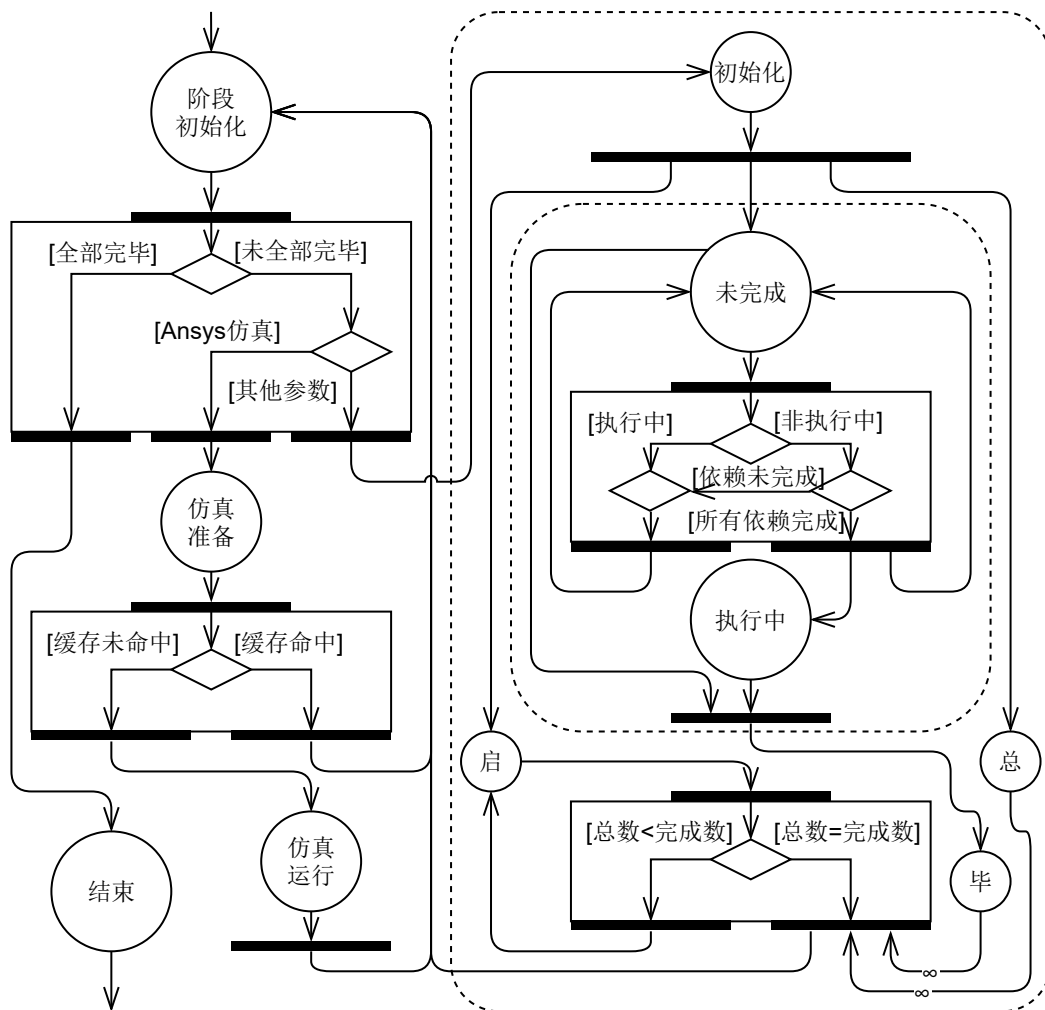 阶段
初始化
[全部完毕]
[未全部完毕]
[Ansys仿真]
[其他参数]
仿真
准备
[缓存未命中]
[缓存命中]
仿真
运行
结束
初始化
未完成
[执行中]
[非执行中]
[依赖未完成]
[所有依赖完成]
执行中
启
总
[总数<完成数]
[总数=完成数]
毕
∞
∞